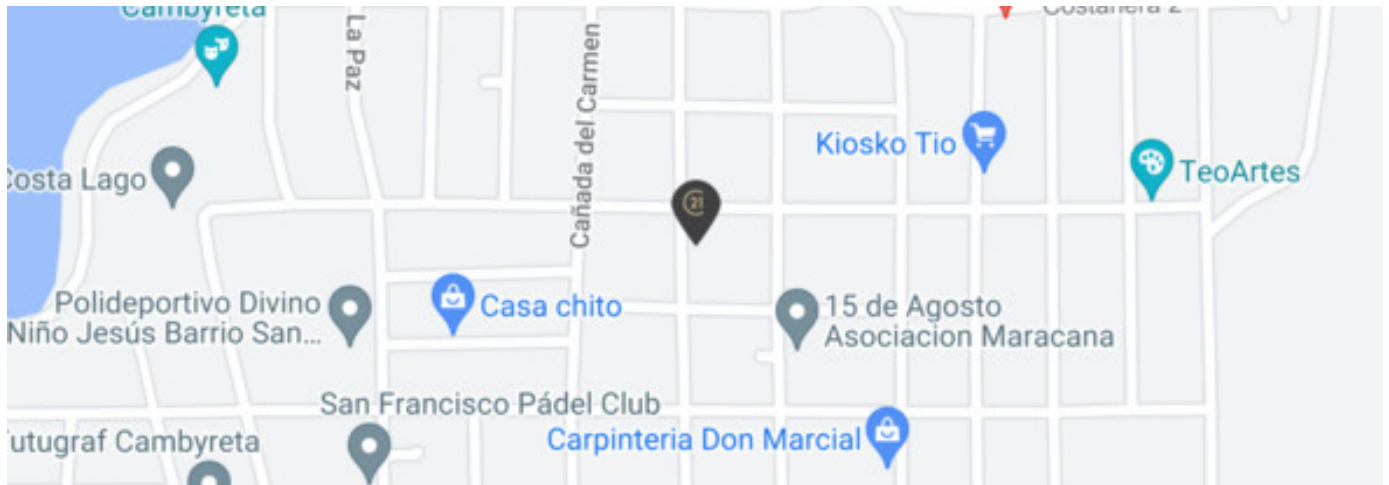 Cambyreta
La Paz
Costanera 2
Cañada del Carmen
Kiosko Tio
TeoArtes
Costa Lago
21
Polideportivo Divino
Niño Jesús Barrio San...
Casa chito
15 de Agosto
Asociacion Maracana
San Francisco Pádel Club
Carpinteria Don Marcial
utugraf Cambyreta